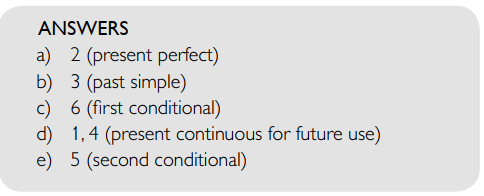 ANSWERS
a) 2 (present perfect)
b) 3 (past simple)
c) 6 (first conditional)
d) 1, 4 (present continuous for future use)
e) 5 (second conditional)